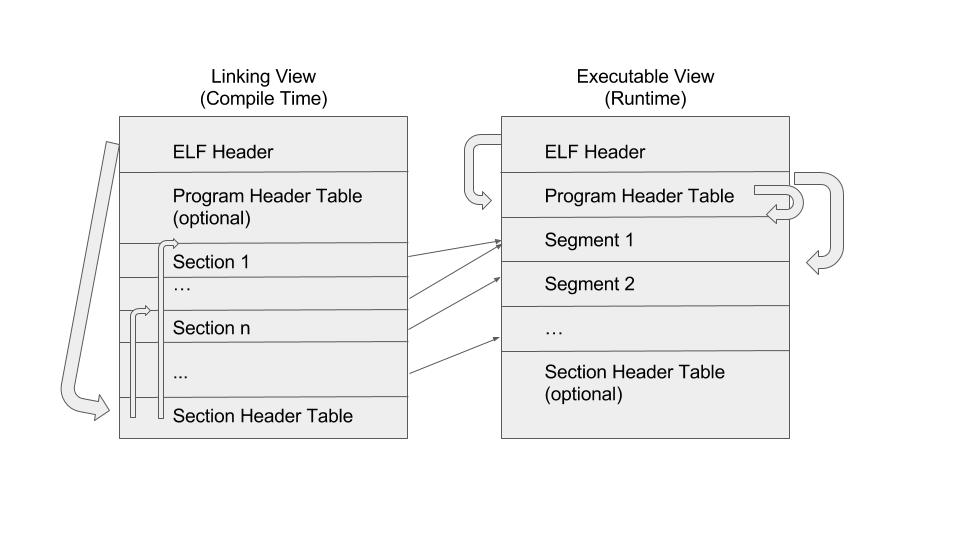 Linking View
(Compile Time)
ELF Header
Program Header Table
(optional)
Section 1
…
Section n
...
Section Header Table
Executable View
(Runtime)
ELF Header
Program Header Table
Segment 1
Segment 2
…
Section Header Table
(optional)